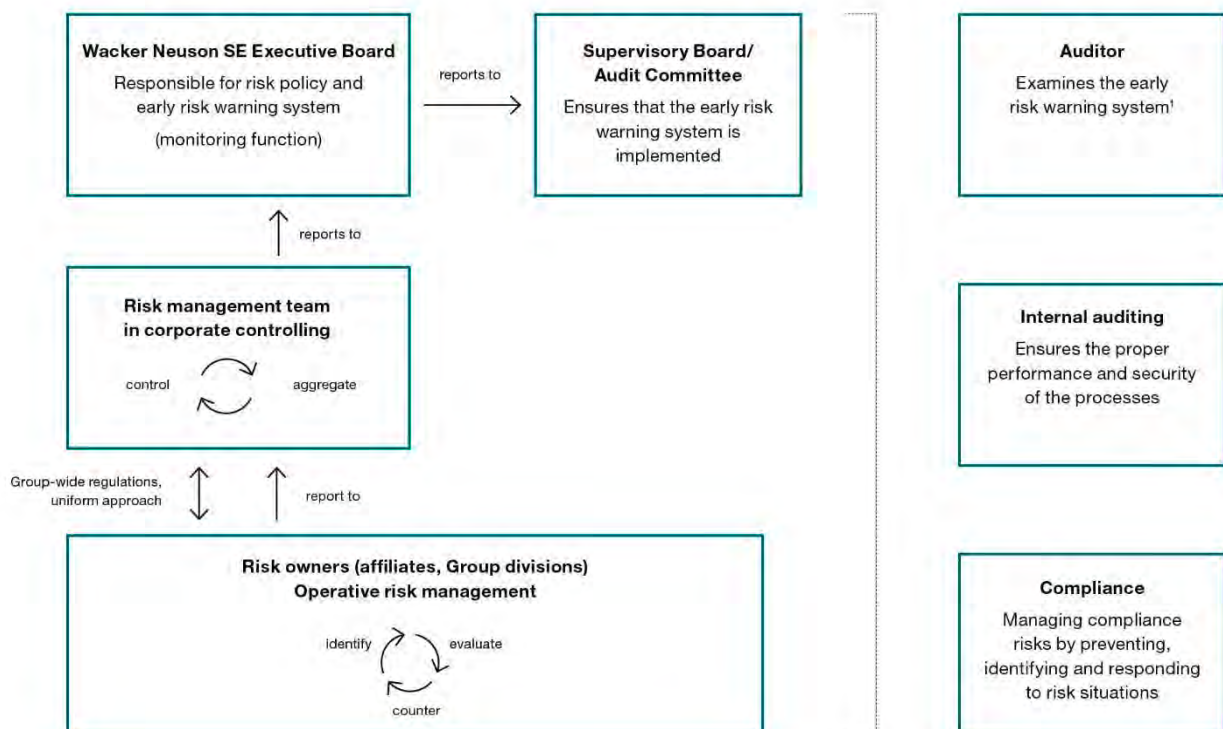 Wacker Neuson SE Executive Board
Responsible for risk policy and
early risk warning system
(monitoring function)
reports to
Supervisory Board/
Audit Committee
Ensures that the early risk
warning system is
implemented
Auditor
Examines the early
risk warning system¹
reports to
Risk management team
in corporate controlling
control
aggregate
Internal auditing
Ensures the proper
performance and security
of the processes
Group-wide regulations,
uniform approach
report to
Risk owners (affiliates, Group divisions)
Operative risk management
identify
evaluate
counter
Compliance
Managing compliance
risks by preventing,
identifying and responding
to risk situations